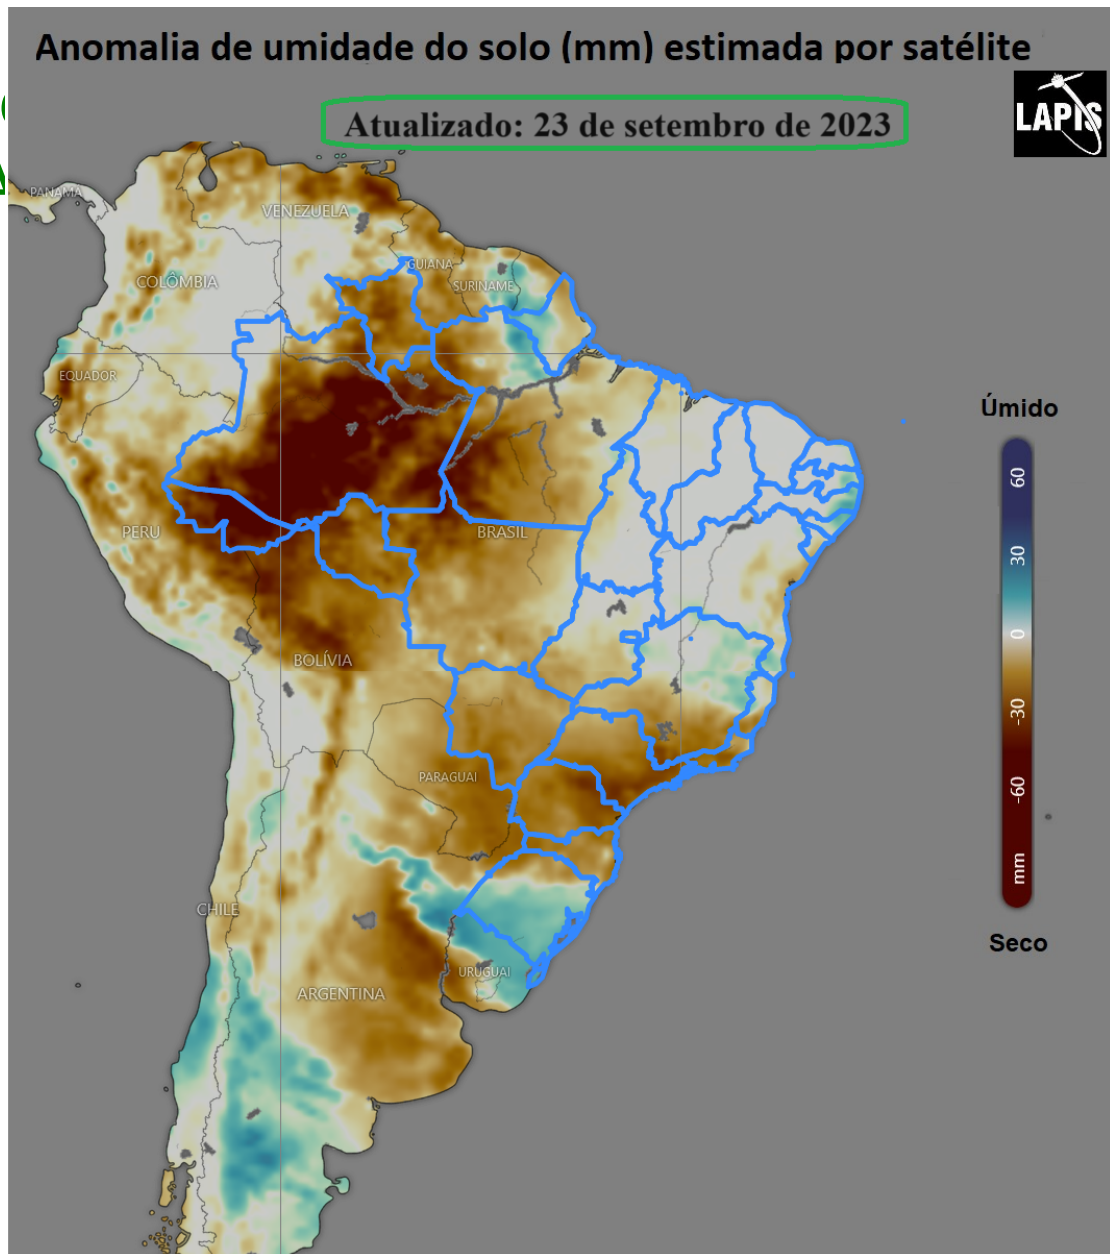 Anomalia de umidade do solo (mm) estimada por satélite
LAPIS
Atualizado: 23 de setembro de 2023
PANAMÁ
VENEZUELA
GUIANA
COLÔMBIA
SURINAME
EQUADOR
PERU
BRASIL
BOLÍVIA
PARAGUAI
CHILE
URUGUAI
ARGENTINA
Úmido
60
30
0
-30
-60
mm
Seco